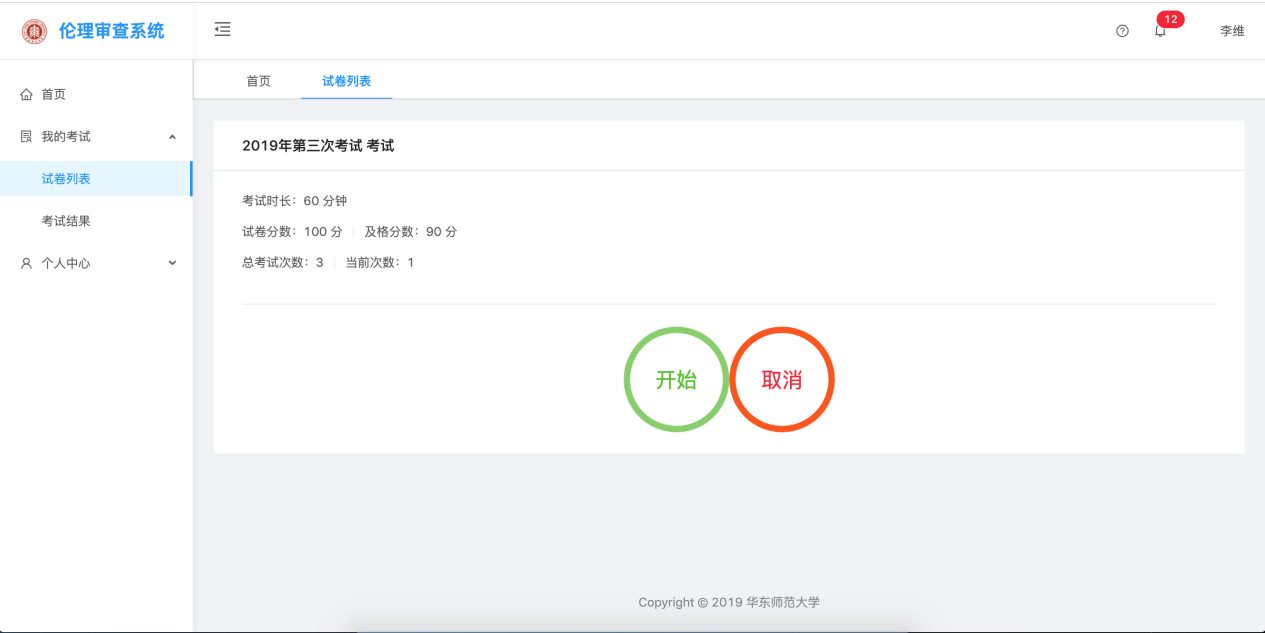 伦理审查系统
12
李维
首页
试卷列表
首页
我的考试
试卷列表
考试结果
个人中心
2019年第三次考试 考试
考试时长：60 分钟
试卷分数：100 分 及格分数：90 分
总考试次数：3 当前次数：1
开始 取消
Copyright © 2019 华东师范大学